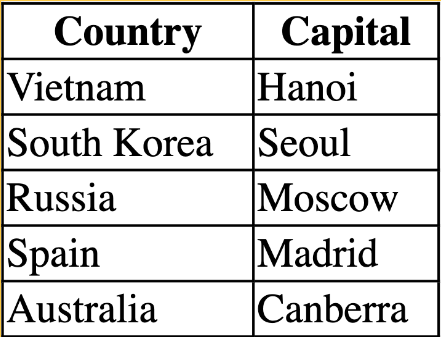 Country Capital
Vietnam Hanoi
South Korea Seoul
Russia Moscow
Spain Madrid
Australia Canberra